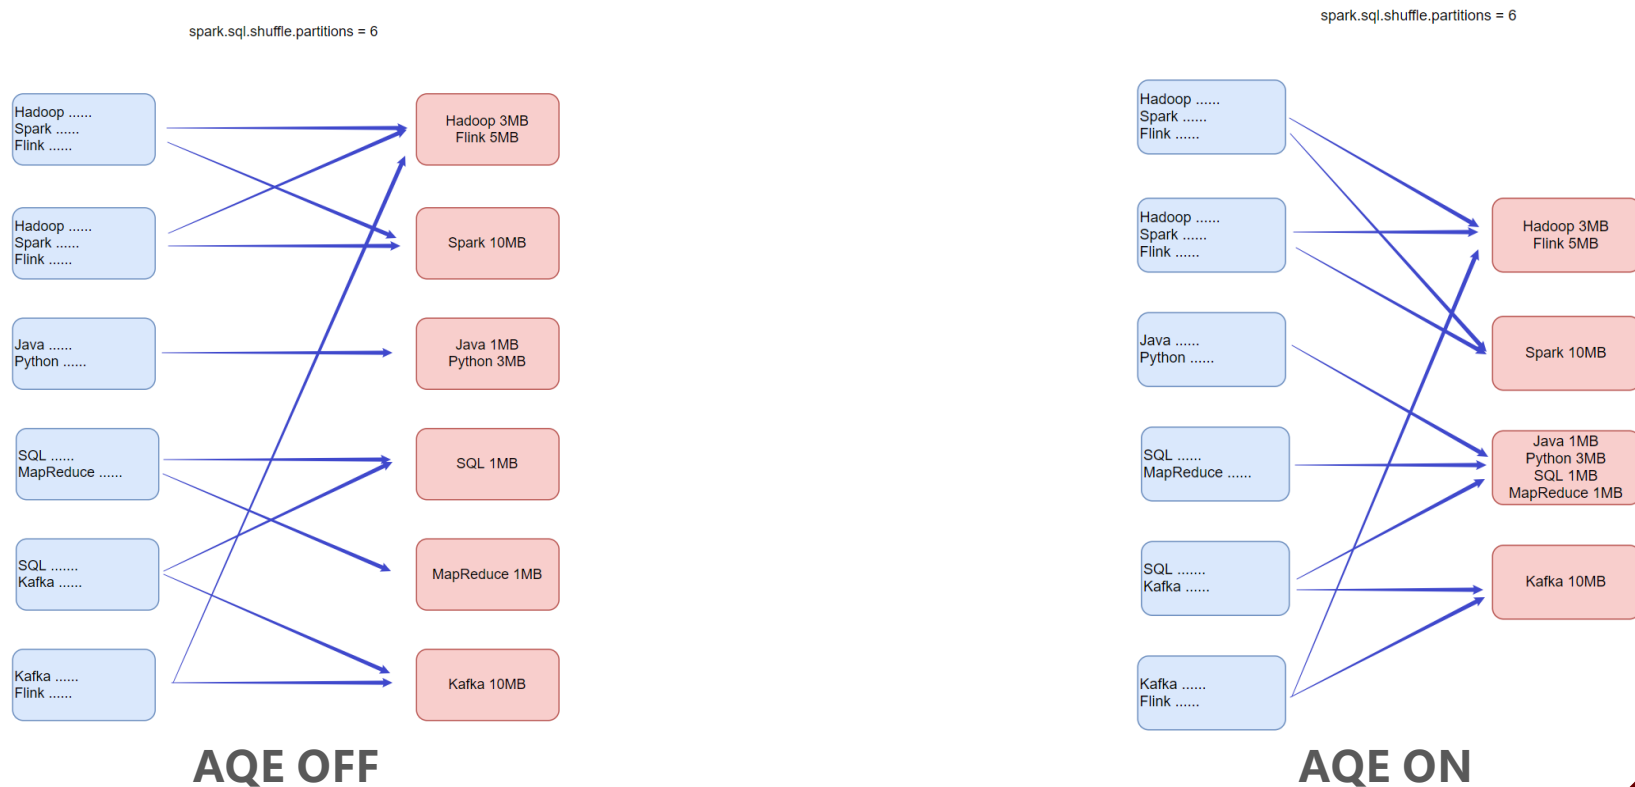 spark.sql.shuffle.partitions = 6
Hadoop ......
Spark ......
Flink ......
Hadoop ......
Spark ......
Flink ......
Java ......
Python ......
SQL ......
MapReduce ......
SQL .......
Kafka ......
Kafka ......
Flink ......
Hadoop 3MB
Flink 5MB
Spark 10MB
Java 1MB
Python 3MB
SQL 1MB
MapReduce 1MB
Kafka 10MB
AQE OFF
spark.sql.shuffle.partitions = 6
Hadoop ......
Spark ......
Flink ......
Hadoop ......
Spark ......
Flink ......
Java ......
Python ......
SQL ......
MapReduce ......
SQL .......
Kafka ......
Kafka ......
Flink ......
Hadoop 3MB
Flink 5MB
Spark 10MB
Java 1MB
Python 3MB
SQL 1MB
MapReduce 1MB
Kafka 10MB
AQE ON